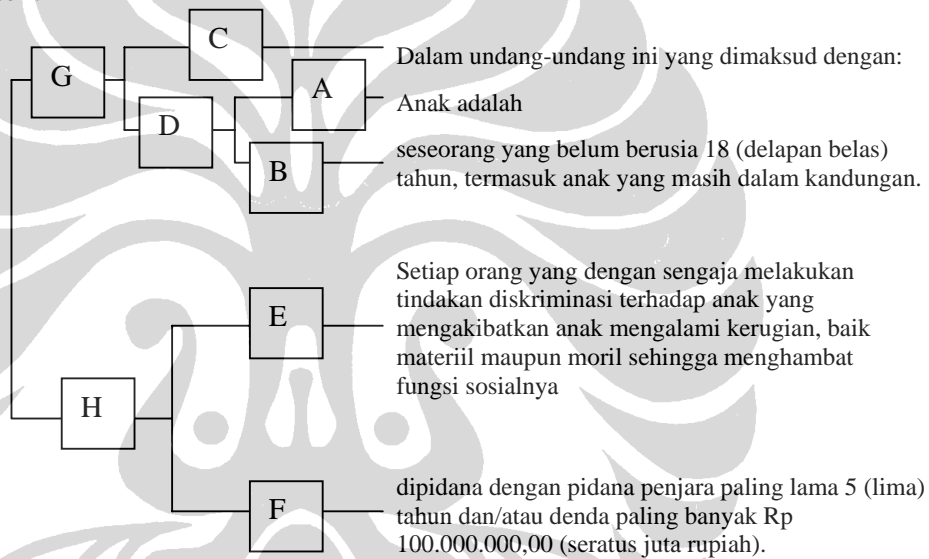 C
Dalam undang-undang ini yang dimaksud dengan:
G
A
Anak adalah
D
B
seseorang yang belum berusia 18 (delapan belas)
tahun, termasuk anak yang masih dalam kandungan.
E
Setiap orang yang dengan sengaja melakukan
tindakan diskriminasi terhadap anak yang
mengakibatkan anak mengalami kerugian, baik
materiil maupun moril sehingga menghambat
fungsi sosialnya
H
F
dipidana dengan pidana penjara paling lama 5 (lima)
tahun dan/atau denda paling banyak Rp
100.000.000,00 (seratus juta rupiah).